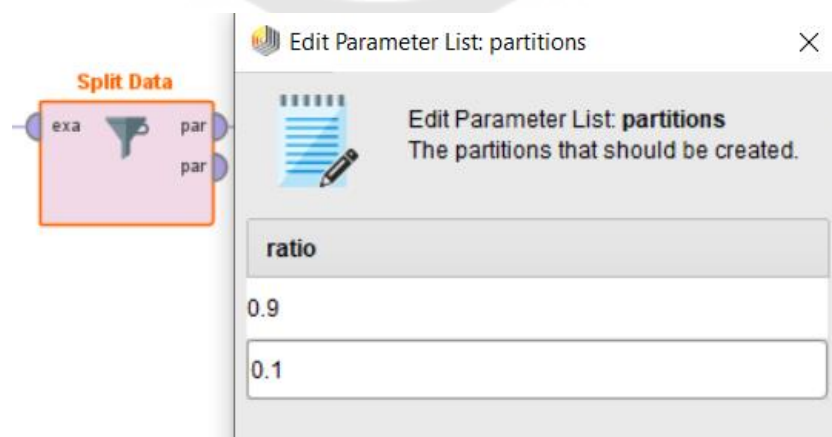 Split Data
exa
par
par
Edit Parameter List: partitions
Edit Parameter List: partitions
The partitions that should be created.
ratio
0.9
0.1